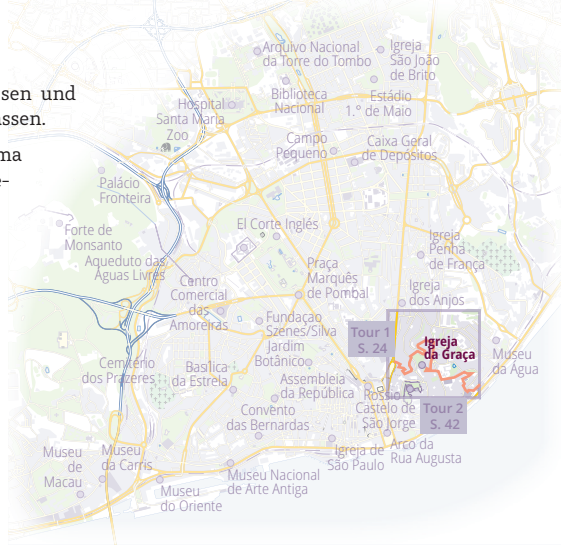 sen und
ssen.
ma
e-
Arquivo Nacional
da Torre do Tombo
Igreja
São João
de Brito
Biblioteca
Nacional
Estádio
1.° de Maio
Hospital
Santa Maria
Zoo
Campo
Pequeno
Caixa Geral
de Depósitos
Palácio
Fronteira
Forte de
Monsanto
El Corte Inglés
Igreja
Penha
de França
Aqueduto das
Águas Livres
Praça
Marquês
de Pombal
Centro
Comercial
das
Amoreiras
Igreja
dos Anjos
Fundação
Szenes/Silva
Tour 1
S. 24
Igreja
da Graça
Jardim
Botânico
Museu
da Água
Cemitério
dos Prazeres
Basílica
da Estrela
Assembleia
da República
Rossio
Castelo de
São Jorge
Tour 2
S. 42
Convento
das Bernardas
Igreja de
São Paulo
Arco da
Rua Augusta
Museu
de
Macau
Museu
da Carris
Museu Nacional
de Arte Antiga
Museu
do Oriente